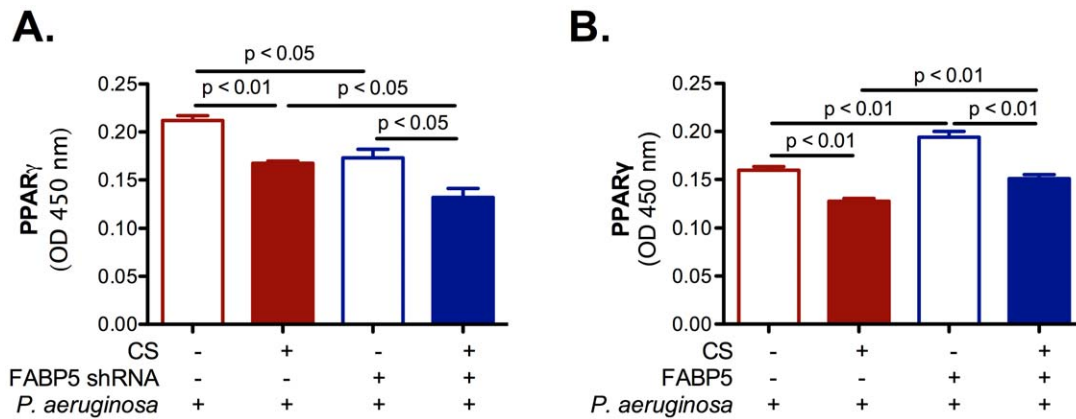 A.
p < 0.05
p < 0.01
p < 0.05
p < 0.05
PPARγ
(OD 450 nm)
0.25
0.20
0.15
0.10
0.05
0.00
CS - + - +
FABP5 shRNA - - + +
P. aeruginosa + + + +
B.
p < 0.01
p < 0.01
p < 0.01
p < 0.01
PPARγ
(OD 450 nm)
0.25
0.20
0.15
0.10
0.05
0.00
CS - + - +
FABP5 - - + +
P. aeruginosa + + + +